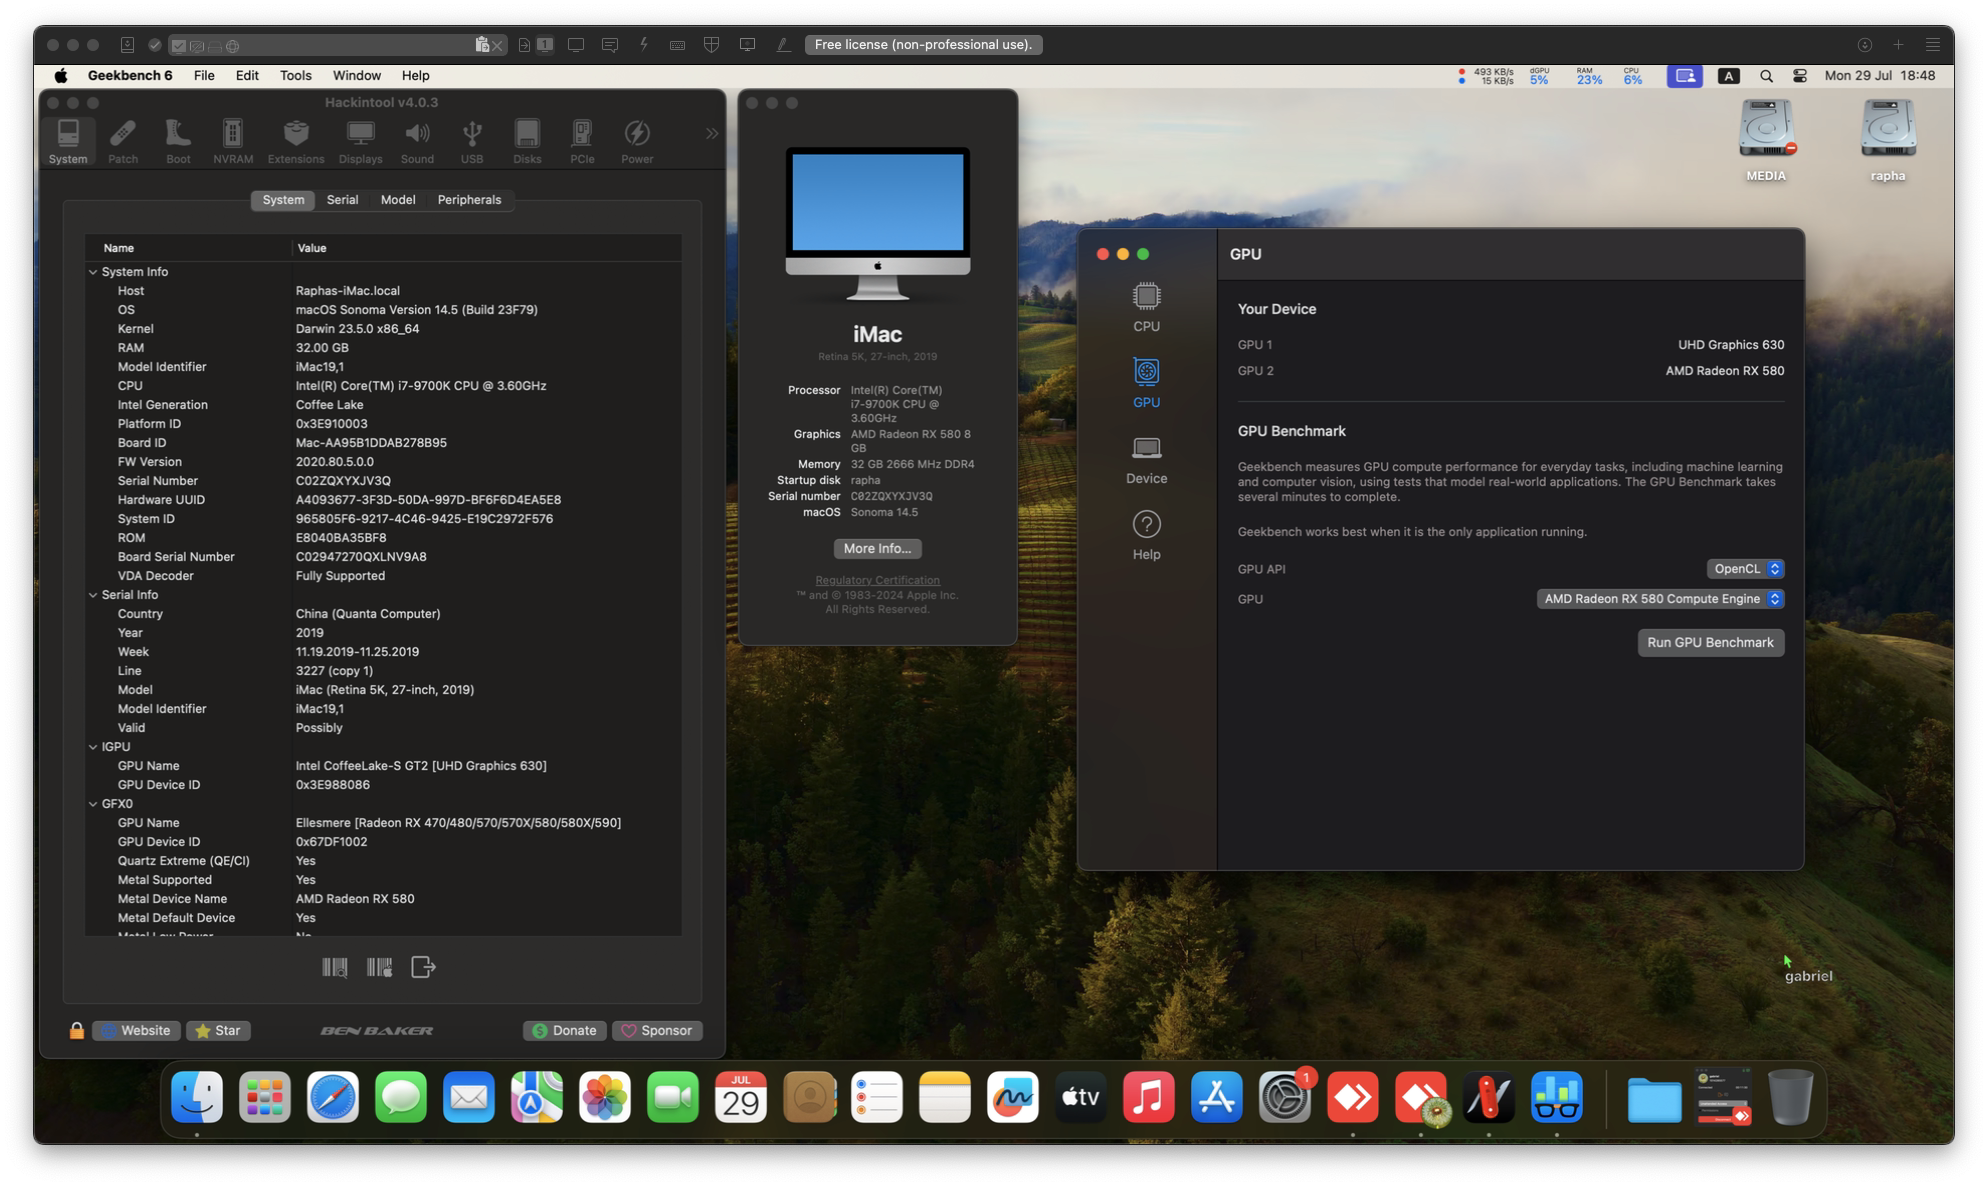 1
Free license (non-professional use).
Geekbench 6 File Edit Tools Window Help
493 KB/s
15 KB/s
dGPU
5%
RAM
23%
CPU
6%
A
Mon 29 Jul 18:48
Hackintool v4.0.3
System Patch Boot NVRAM Extensions Displays Sound USB Disks PCIe Power
System Serial Model Peripherals
Name Value
System Info
Host Raphas-iMac.local
OS macOS Sonoma Version 14.5 (Build 23F79)
Kernel Darwin 23.5.0 x86_64
RAM 32.00 GB
Model Identifier iMac19,1
CPU Intel(R) Core(TM) i7-9700K CPU @ 3.60GHz
Intel Generation Coffee Lake
Platform ID 0x3E910003
Board ID Mac-AA95B1DDAB278B95
FW Version 2020.80.5.0.0
Serial Number C02ZQXYXJV3Q
Hardware UUID A4093677-3F3D-50DA-997D-BF6F6D4EA5E8
System ID 965805F6-9217-4C46-9425-E19C2972F576
ROM E8040BA35BF8
Board Serial Number C02947270QXLNV9A8
VDA Decoder Fully Supported
Serial Info
Country China (Quanta Computer)
Year 2019
Week 11.19.2019-11.25.2019
Line 3227 (copy 1)
Model iMac (Retina 5K, 27-inch, 2019)
Model Identifier iMac19,1
Valid Possibly
IGPU
GPU Name Intel CoffeeLake-S GT2 [UHD Graphics 630]
GPU Device ID 0x3E988086
GFX0
GPU Name Ellesmere [Radeon RX 470/480/570/570X/580/580X/590]
GPU Device ID 0x67DF1002
Quartz Extreme (QE/CI) Yes
Metal Supported Yes
Metal Device Name AMD Radeon RX 580
Metal Default Device Yes
Metal Low Power No
Website Star BEN BAKER Donate Sponsor
iMac
Retina 5K, 27-inch, 2019
Processor Intel(R) Core(TM)
i7-9700K CPU @
3.60GHz
Graphics AMD Radeon RX 580 8
GB
Memory 32 GB 2666 MHz DDR4
Startup disk rapha
Serial number C02ZQXYXJV3Q
macOS Sonoma 14.5
More Info...
Regulatory Certification
™ and © 1983-2024 Apple Inc.
All Rights Reserved.
MEDIA rapha
GPU
CPU
GPU
Device
Help
Your Device
GPU 1 UHD Graphics 630
GPU 2 AMD Radeon RX 580
GPU Benchmark
Geekbench measures GPU compute performance for everyday tasks, including machine learning
and computer vision, using tests that model real-world applications. The GPU Benchmark takes
several minutes to complete.
Geekbench works best when it is the only application running.
GPU API OpenCL
GPU AMD Radeon RX 580 Compute Engine
Run GPU Benchmark
gabriel
JUL
29
tv
1